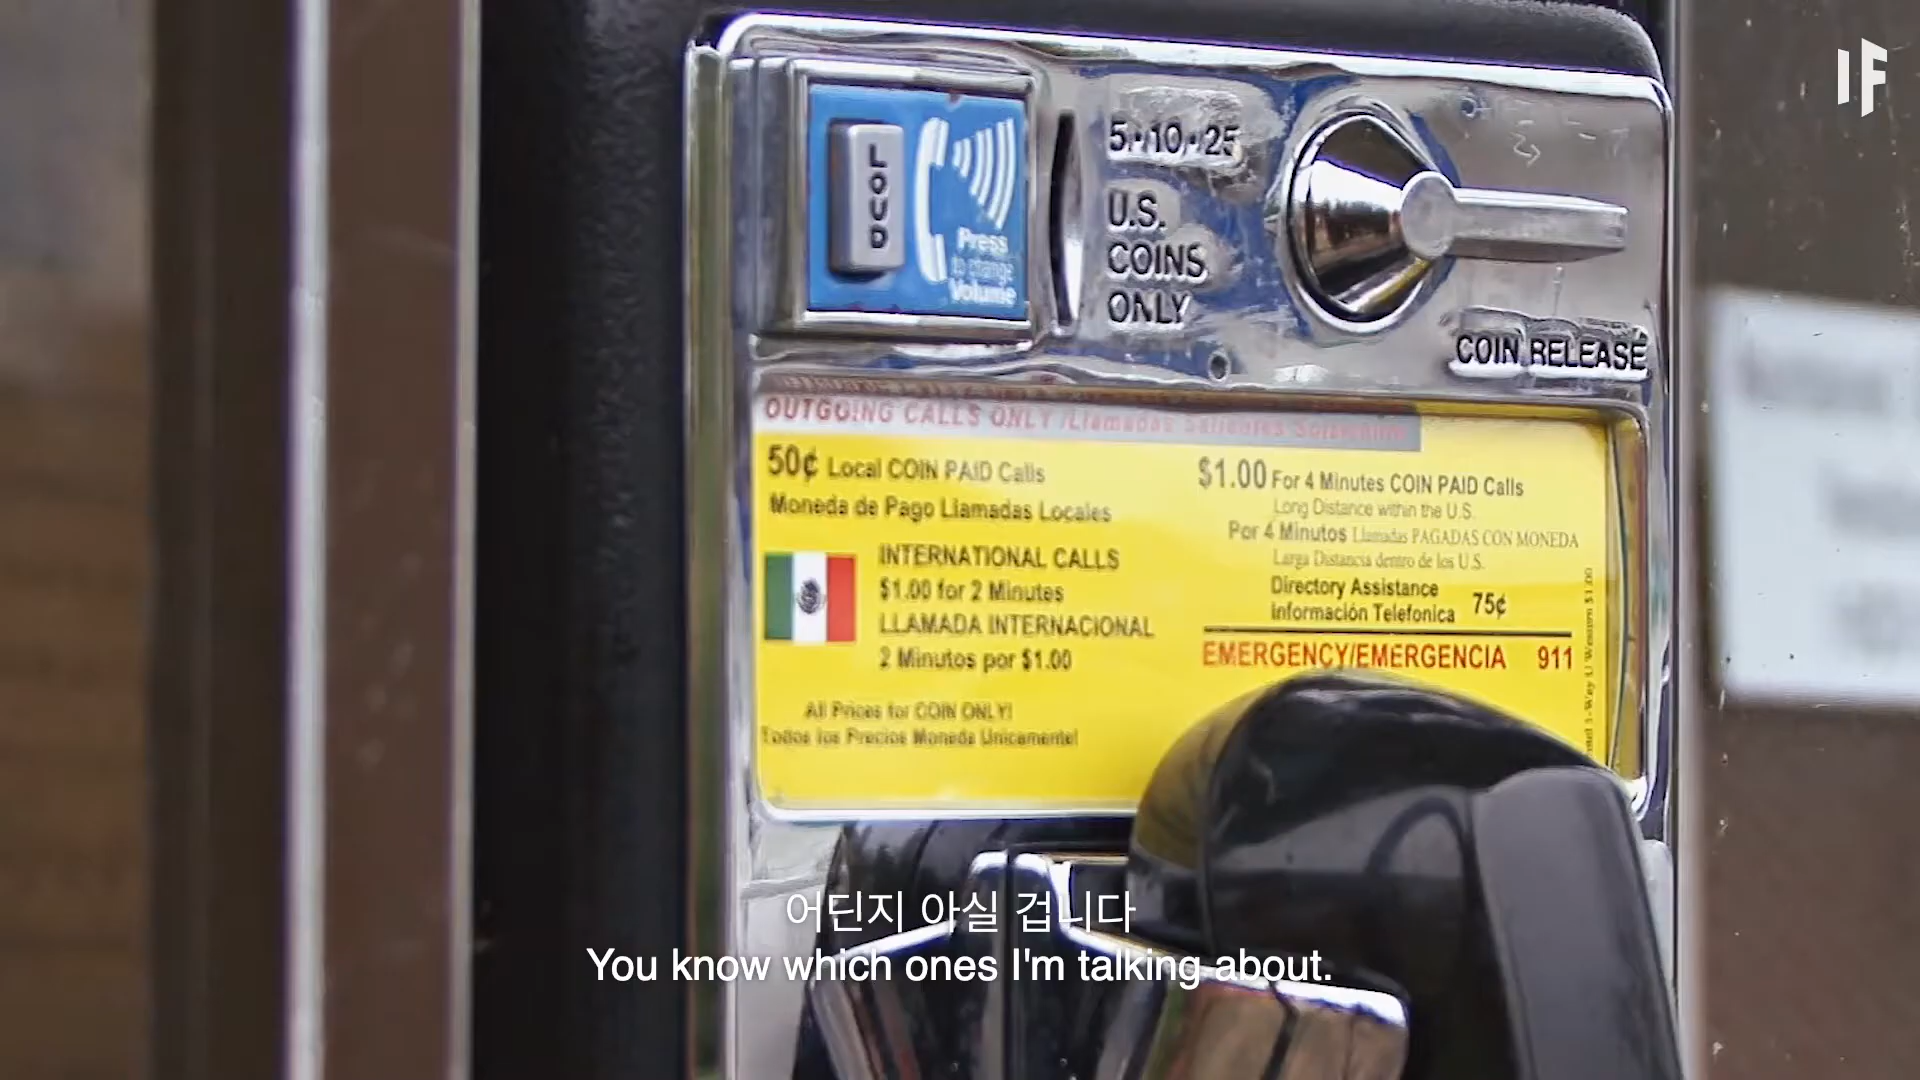 IF
LOUD
Press
to change
Volume
5·10·25
U.S.
COINS
ONLY
COIN RELEASE
OUTGOING CALLS ONLY /Llamadas Salientes Solamente
50¢ Local COIN PAID Calls
Moneda de Pago Llamadas Locales
INTERNATIONAL CALLS
$1.00 for 2 Minutes
LLAMADA INTERNACIONAL
2 Minutos por $1.00
All Prices for COIN ONLY!
Todos los Precios Moneda Unicamente!
$1.00 For 4 Minutes COIN PAID Calls
Long Distance within the U.S.
Por 4 Minutos Llamadas PAGADAS CON MONEDA
Larga Distancia dentro de los U.S.
Directory Assistance
Información Telefonica 75¢
EMERGENCY/EMERGENCIA 911
어딘지 아실 겁니다
You know which ones I'm talking about.